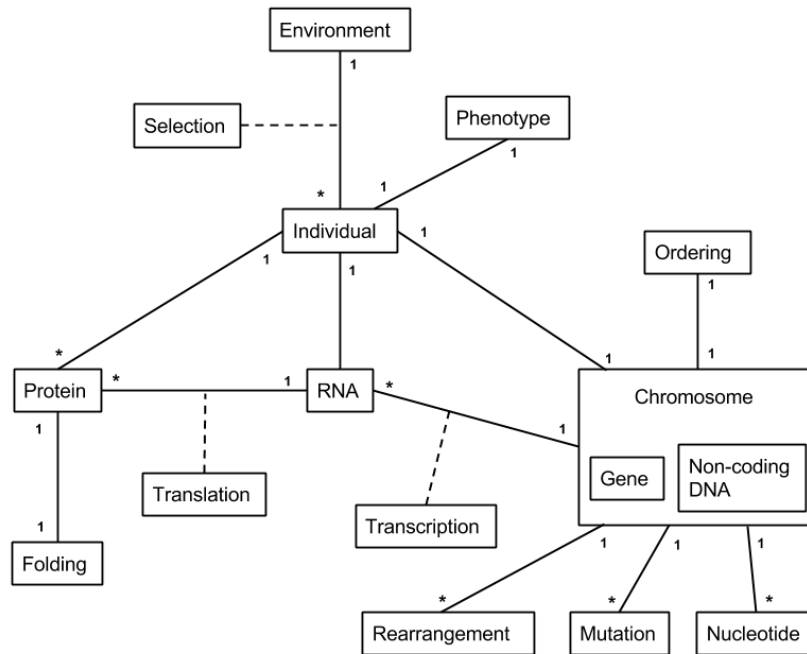 Environment
1
Selection
Phenotype
1
*
1
Individual
1
1
1
Ordering
1
*
1
1
Protein
*
1
RNA
*
Chromosome
1
1
Gene
Non-coding
DNA
Translation
Transcription
1
Folding
1
1
1
*
*
*
Rearrangement
Mutation
Nucleotide